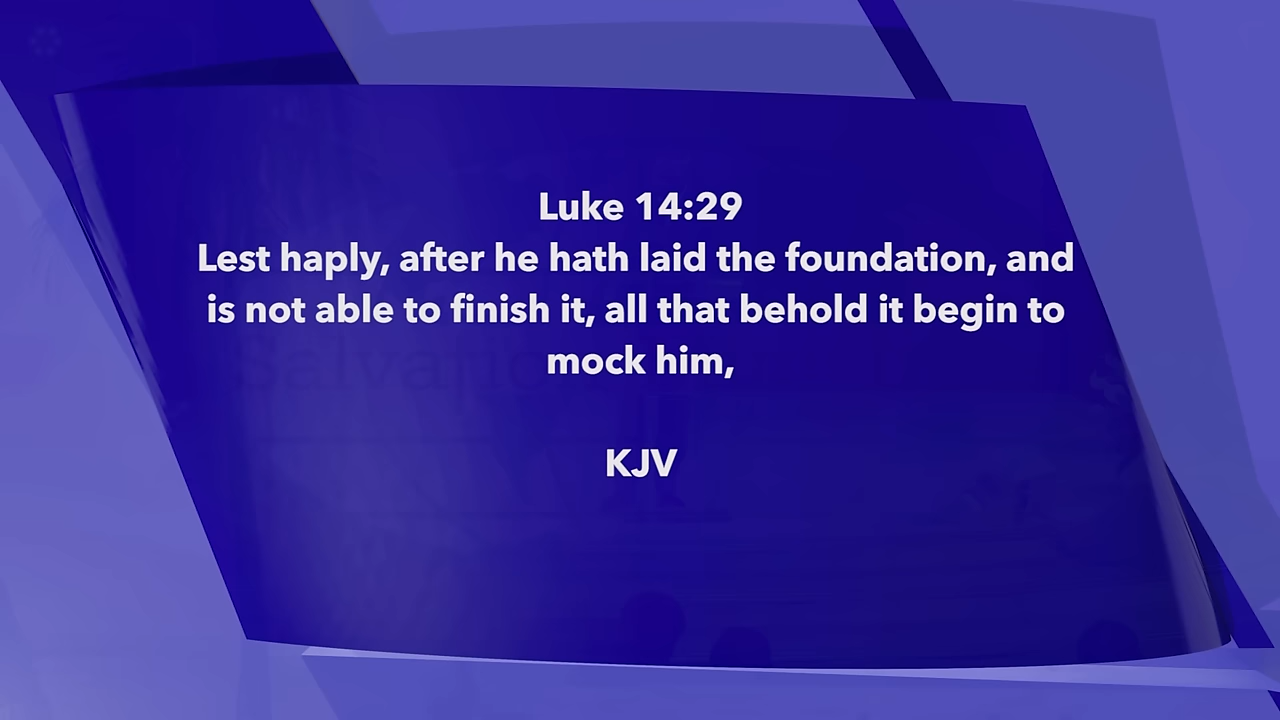 Luke 14:29
Lest haply, after he hath laid the foundation, and
is not able to finish it, all that behold it begin to
mock him,
KJV